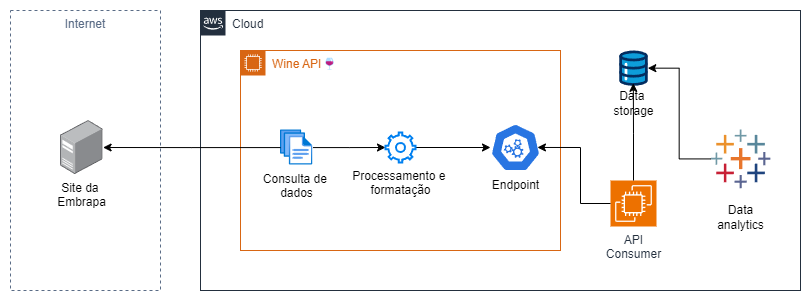 Internet
aws
Cloud
Wine API
Site da
Embrapa
Consulta de
dados
Processamento e
formatação
Endpoint
Data
storage
API
Consumer
Data
analytics